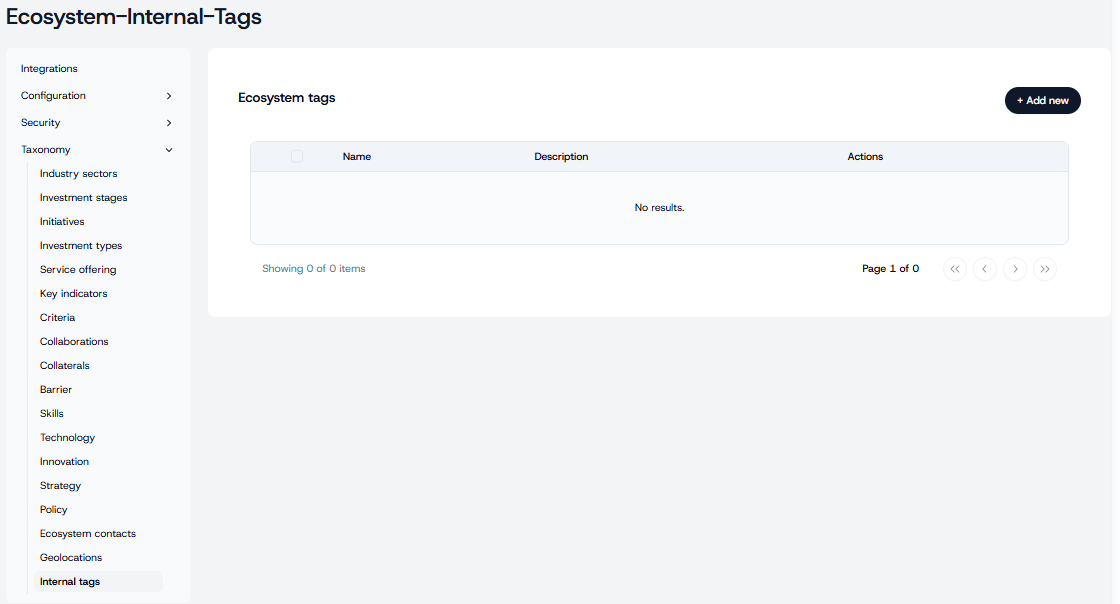 Ecosystem-Internal-Tags
Integrations
Configuration
Security
Taxonomy
Industry sectors
Investment stages
Initiatives
Investment types
Service offering
Key indicators
Criteria
Collaborations
Collaterals
Barrier
Skills
Technology
Innovation
Strategy
Policy
Ecosystem contacts
Geolocations
Internal tags
Ecosystem tags
+ Add new
Name Description Actions
No results.
Showing 0 of 0 items
Page 1 of 0